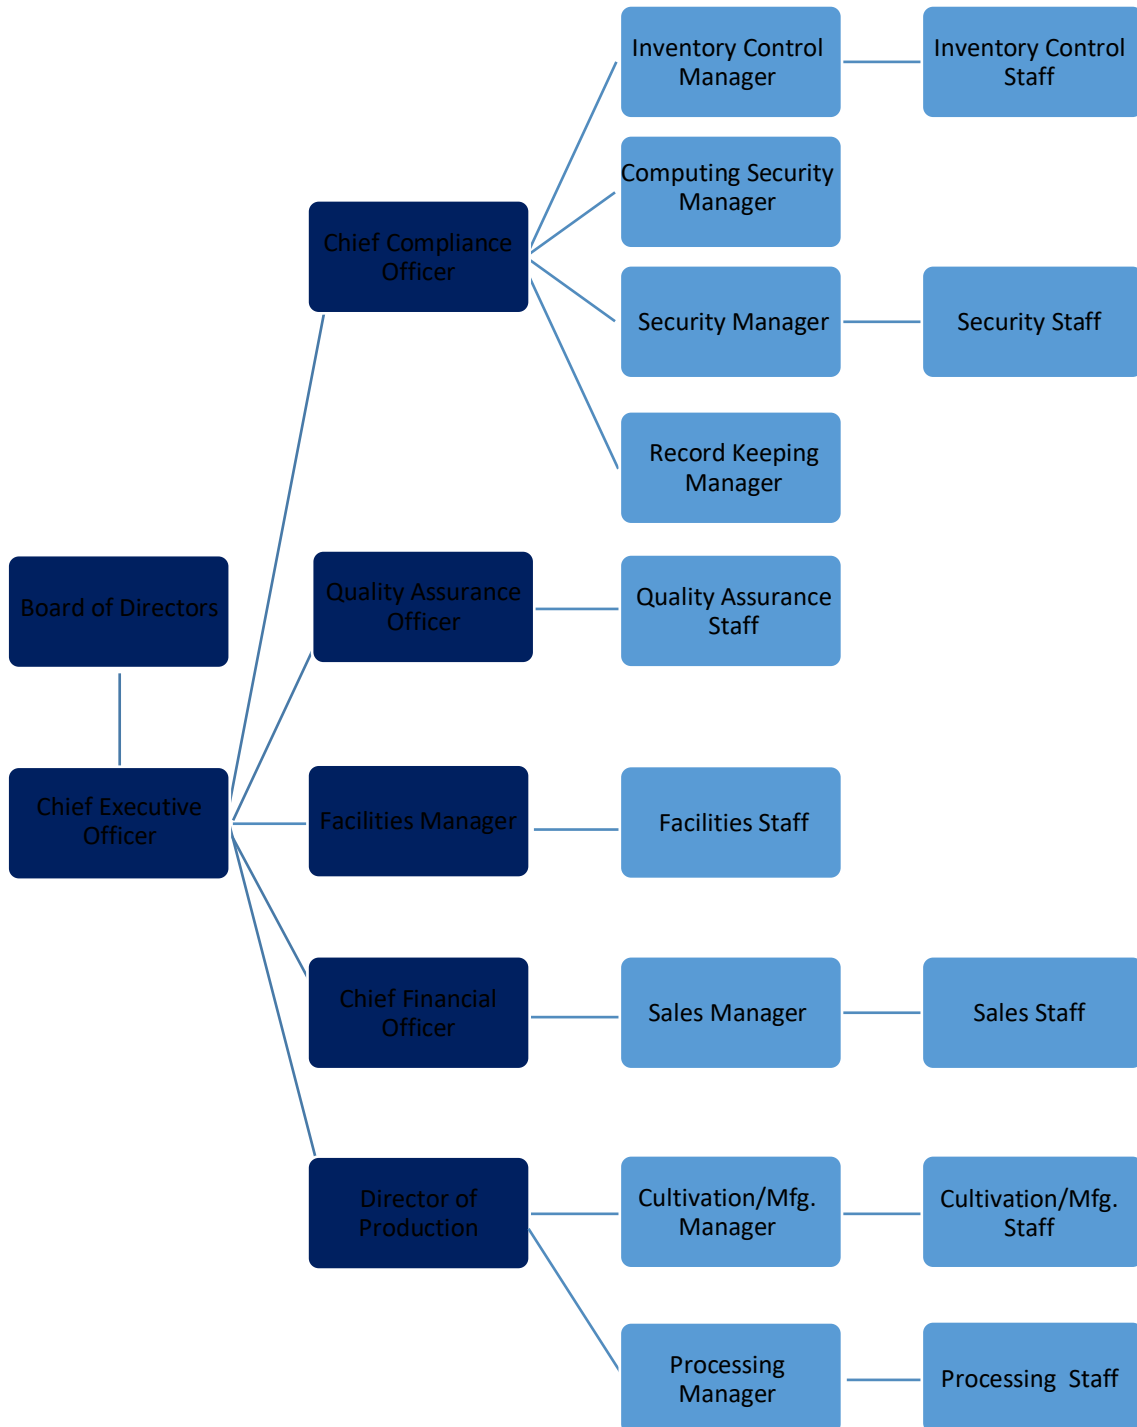 Inventory Control
Manager
Inventory Control
Staff
Computing Security
Manager
Chief Compliance
Officer
Security Manager
Security Staff
Record Keeping
Manager
Board of Directors
Quality Assurance
Officer
Quality Assurance
Staff
Chief Executive
Officer
Facilities Manager
Facilities Staff
Chief Financial
Officer
Sales Manager
Sales Staff
Director of
Production
Cultivation/Mfg.
Manager
Cultivation/Mfg.
Staff
Processing
Manager
Processing  Staff